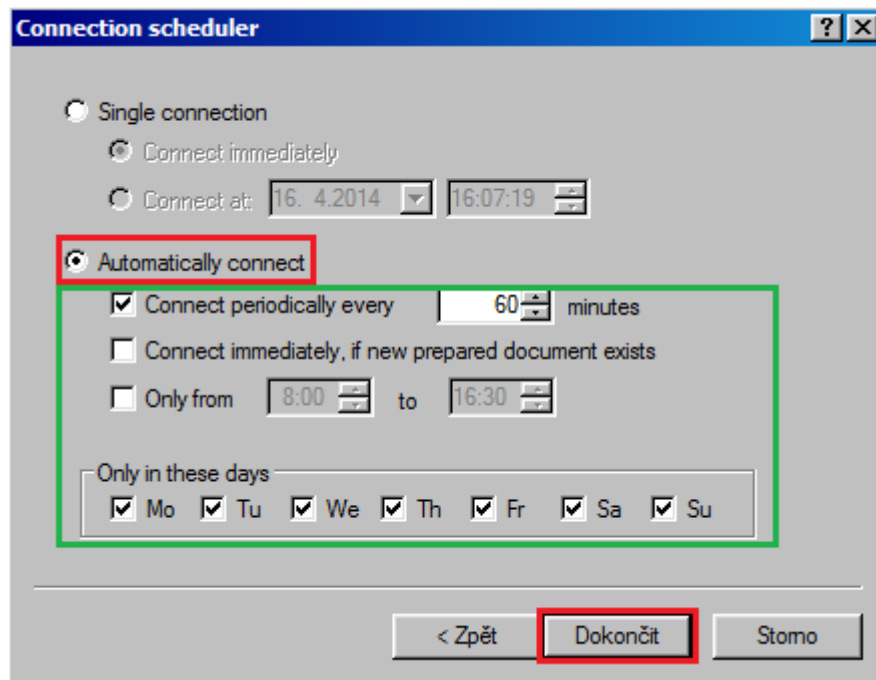 Connection scheduler
Single connection
Connect immediately
Connect at: 16. 4.2014 16:07:19
Automatically connect
Connect periodically every 60 minutes
Connect immediately, if new prepared document exists
Only from 8:00 to 16:30
Only in these days
Mo Tu We Th Fr Sa Su
< Zpět Dokončit Storno